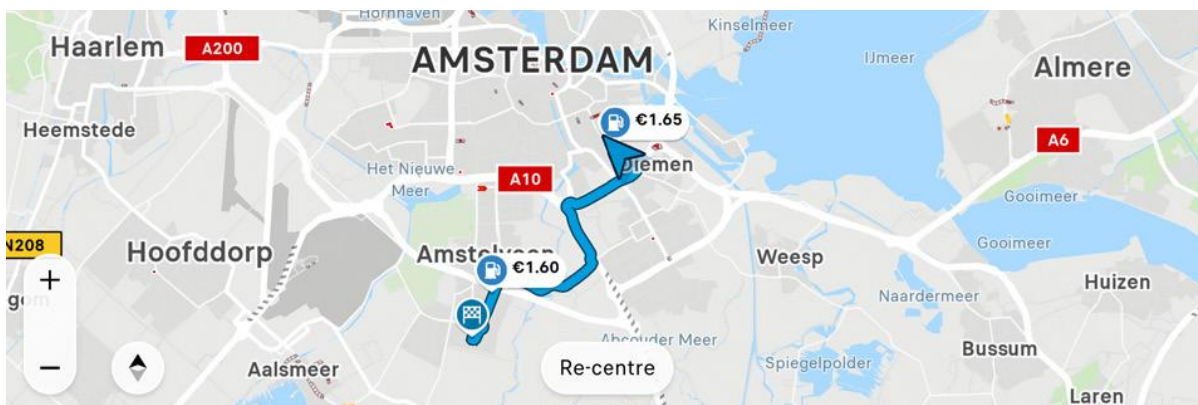 Hornhaven
Kinselmeer
Haarlem
A200
AMSTERDAM
IJmeer
Almere
€1.65
Heemstede
A6
Het Nieuwe
Meer
A10
Diemen
Gooimeer
N208
Hoofddorp
Amstelveen
€1.60
Weesp
Gooimeer
+
gom
Naardermeer
Huizen
−
Aalsmeer
Re-centre
Abcouder Meer
Spiegelpolder
Bussum
Laren